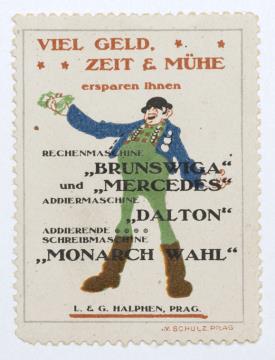 VIEL GELD,
ZEIT & MÜHE
ersparen Ihnen
RECHENMASCHINE
„BRUNSWIGA“
und „MERCEDES“
ADDIERMASCHINE
„DALTON“
ADDIERENDE
SCHREIBMASCHINE
„MONARCH WAHL“
L. & G. HALPHEN, PRAG.
M. SCHULZ, PRAG